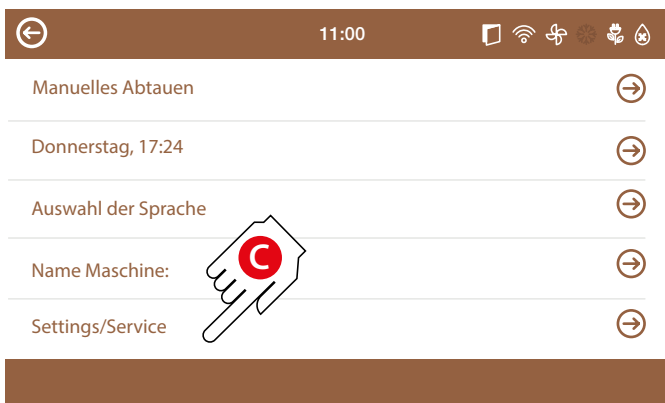 11:00
Manuelles Abtauen
Donnerstag, 17:24
Auswahl der Sprache
C
Name Maschine:
Settings/Service